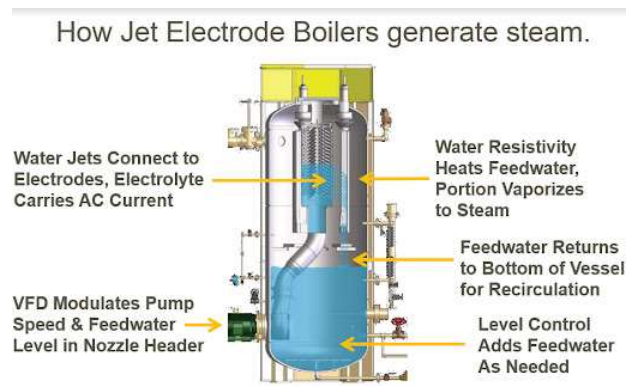 How Jet Electrode Boilers generate steam.
Water Jets Connect to
Electrodes, Electrolyte
Carries AC Current
Water Resistivity
Heats Feedwater,
Portion Vaporizes
to Steam
Feedwater Returns
to Bottom of Vessel
for Recirculation
VFD Modulates Pump
Speed & Feedwater
Level in Nozzle Header
Level Control
Adds Feedwater
As Needed